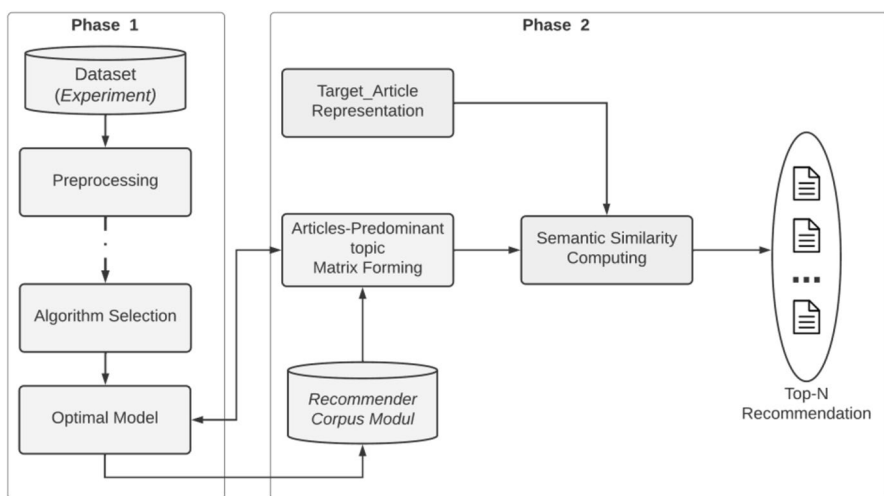 Phase 1
Dataset
(Experiment)
Preprocessing
Algorithm Selection
Optimal Model
Phase 2
Target_Article
Representation
Articles-Predominant
topic
Matrix Forming
Recommender
Corpus Modul
Semantic Similarity
Computing
Top-N
Recommendation